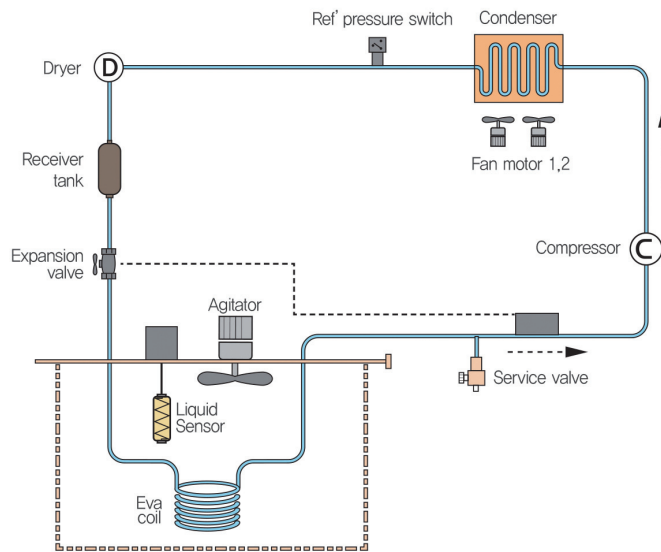 Ref' pressure switch
Condenser
Dryer
D
Receiver
tank
Fan motor 1,2
Expansion
valve
Compressor
C
Agitator
Service valve
Liquid
Sensor
Eva
coil